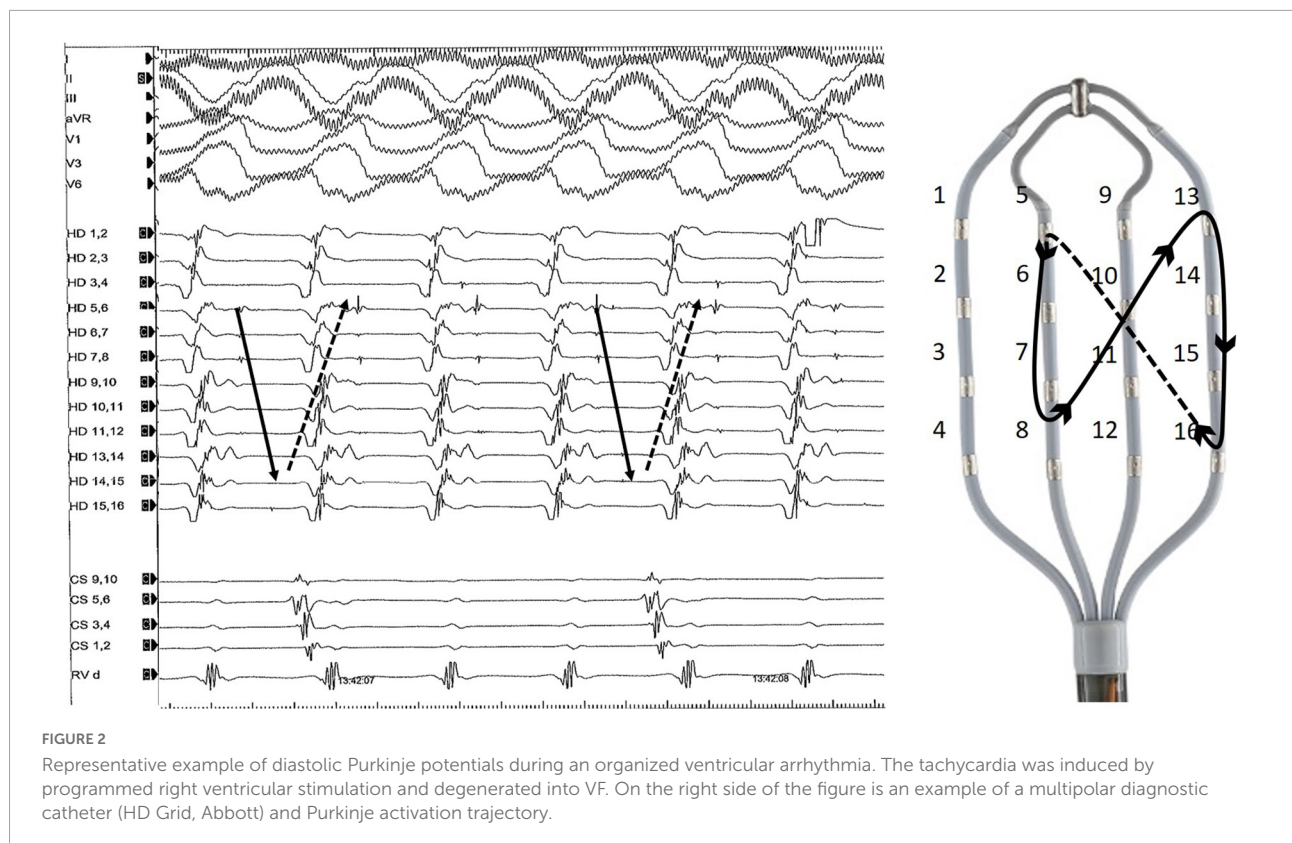 I
II
III
aVR
V1
V3
V6
HD 1,2
HD 2,3
HD 3,4
HD 5,6
HD 6,7
HD 7,8
HD 9,10
HD 10,11
HD 11,12
HD 13,14
HD 14,15
HD 15,16
CS 9,10
CS 5,6
CS 3,4
CS 1,2
RV d
13:42:07
13:42:08
1 5 9 13
2 6 10 14
3 7 11 15
4 8 12 16
FIGURE 2
Representative example of diastolic Purkinje potentials during an organized ventricular arrhythmia. The tachycardia was induced by
programmed right ventricular stimulation and degenerated into VF. On the right side of the figure is an example of a multipolar diagnostic
catheter (HD Grid, Abbott) and Purkinje activation trajectory.